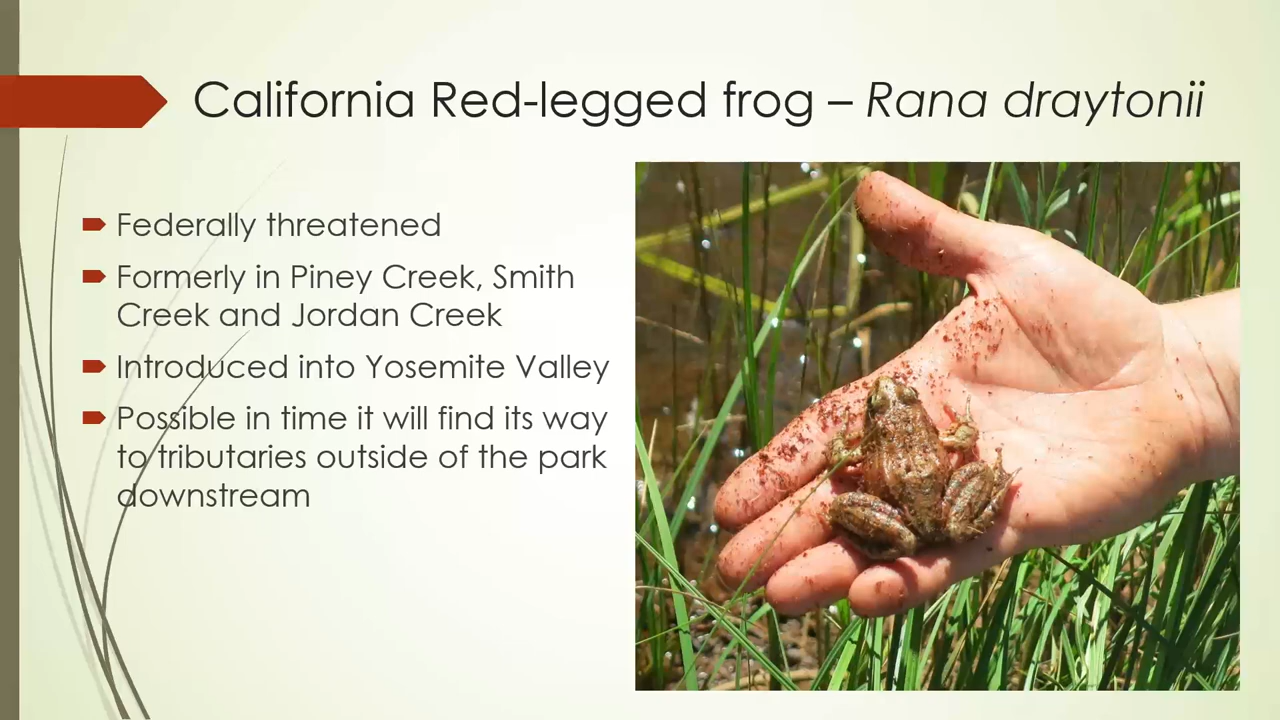 California Red-legged frog – Rana draytonii
Federally threatened
Formerly in Piney Creek, Smith
Creek and Jordan Creek
Introduced into Yosemite Valley
Possible in time it will find its way
to tributaries outside of the park
downstream